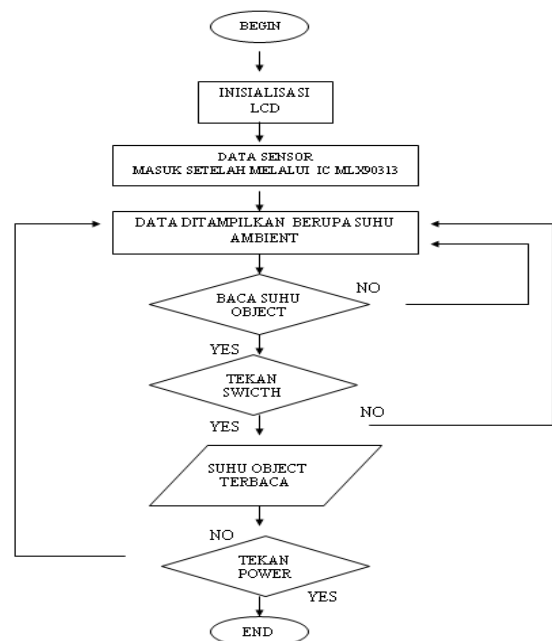 BEGIN
INISIALISASI
LCD
DATA SENSOR
MASUK SETELAH MELALUI IC MLX90313
DATA DITAMPILKAN BERUPA SUHU
AMBIENT
NO
BACA SUHU
OBJECT
YES
TEKAN
SWICTH
NO
YES
SUHU OBJECT
TERBACA
NO
TEKAN
POWER
YES
END